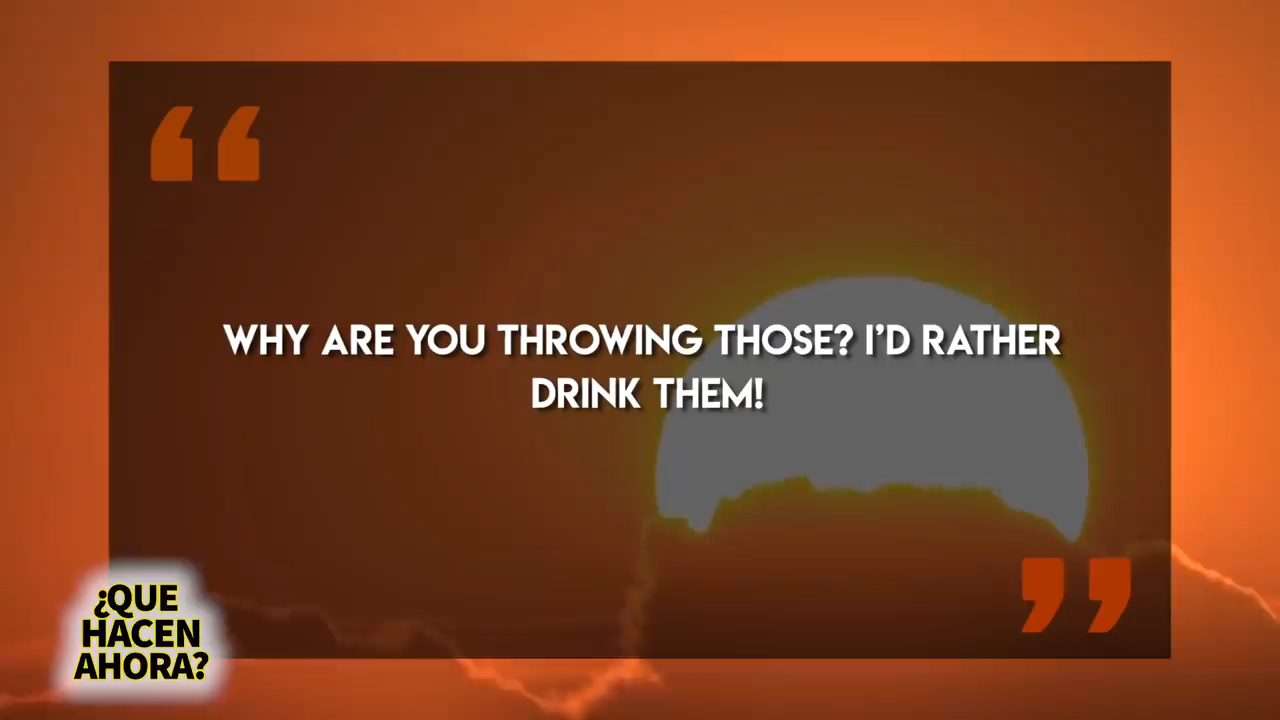 “
WHY ARE YOU THROWING THOSE? I’D RATHER
DRINK THEM!
”
¿QUE
HACEN
AHORA?